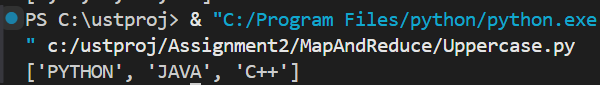 PS C:\ustproj> & "C:/Program Files/python/python.exe
" c:/ustproj/Assignment2/MapAndReduce/Uppercase.py
['PYTHON', 'JAVA', 'C++']